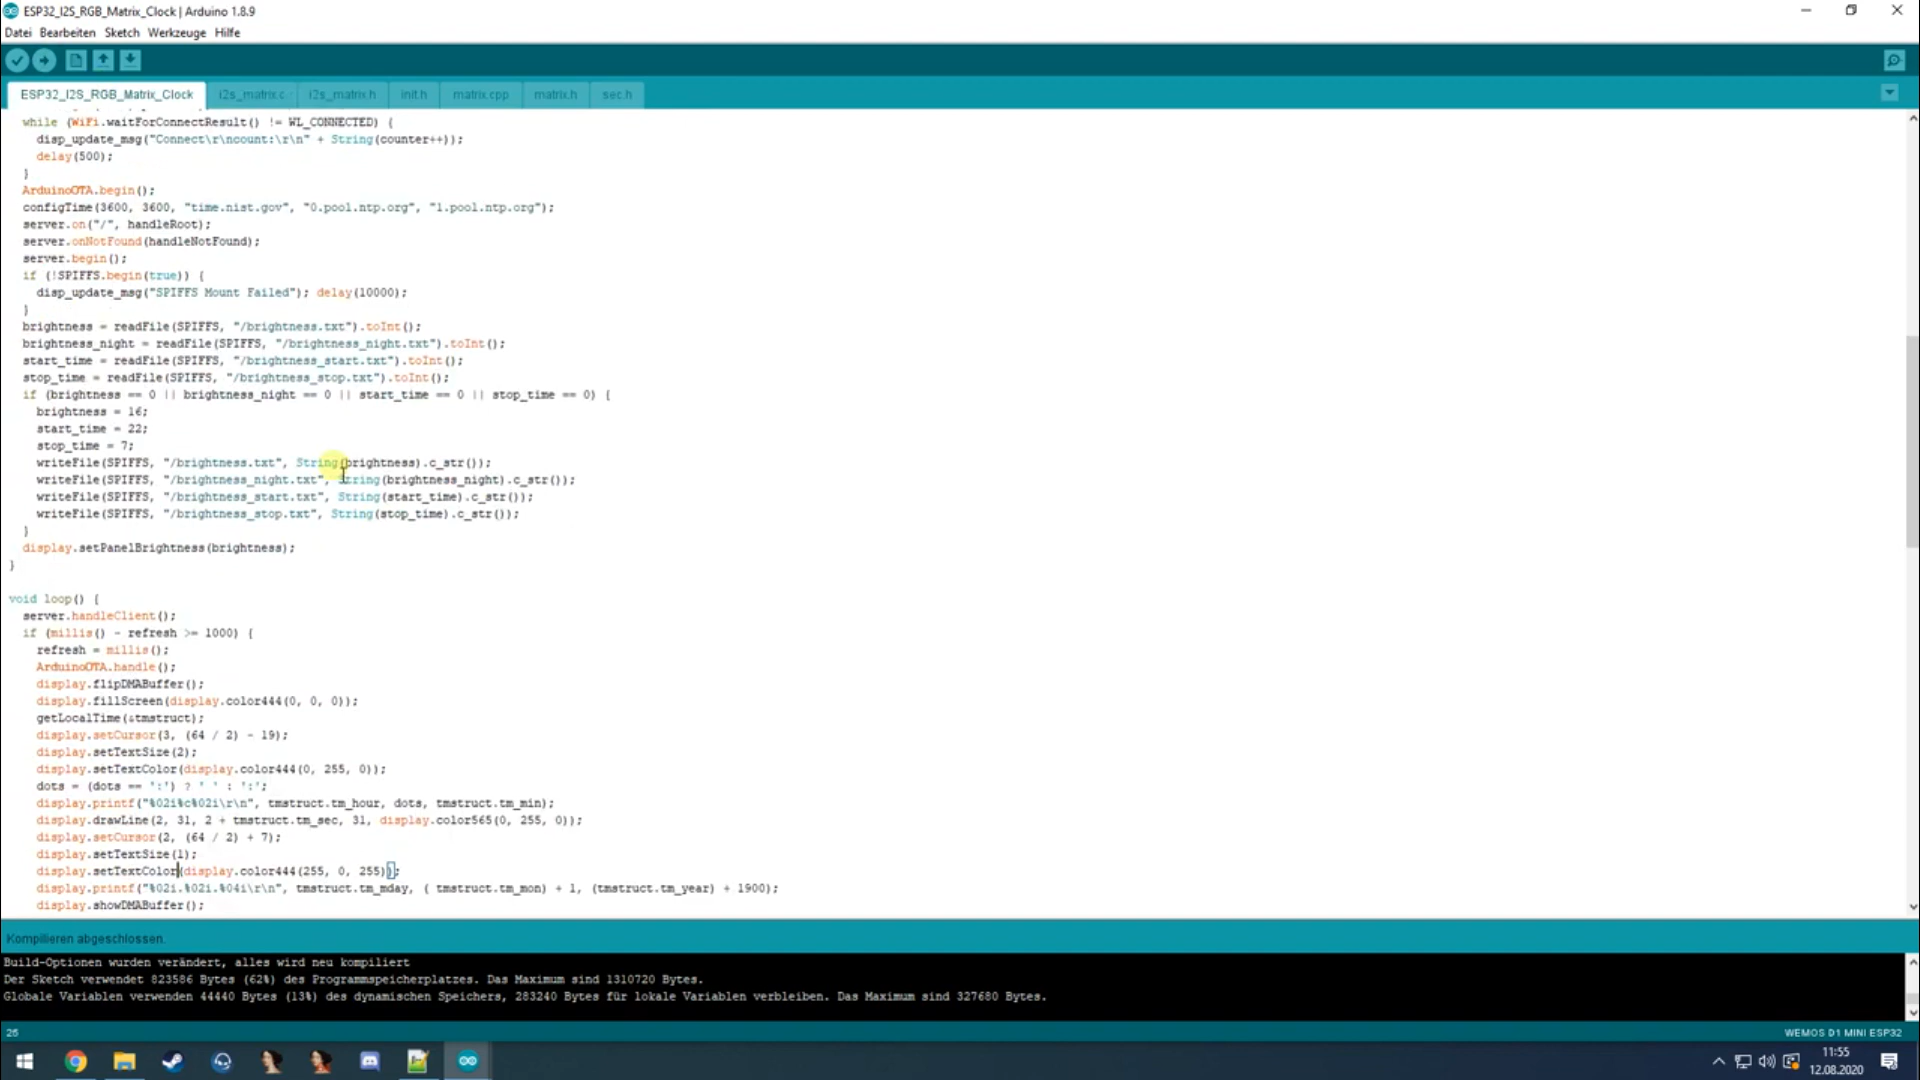 ESP32_I2S_RGB_Matrix_Clock | Arduino 1.8.9
Datei Bearbeiten Sketch Werkzeuge Hilfe
ESP32_I2S_RGB_Matrix_Clock i2s_matrix.c i2s_matrix.h init.h matrix.cpp matrix.h sec.h
while (WiFi.waitForConnectResult() != WL_CONNECTED) {
disp_update_msg("Connect\r\ncount:\r\n" + String(counter++));
delay(500);
}
ArduinoOTA.begin();
configTime(3600, 3600, "time.nist.gov", "0.pool.ntp.org", "1.pool.ntp.org");
server.on("/", handleRoot);
server.onNotFound(handleNotFound);
server.begin();
if (!SPIFFS.begin(true)) {
disp_update_msg("SPIFFS Mount Failed"); delay(10000);
}
brightness = readFile(SPIFFS, "/brightness.txt").toInt();
brightness_night = readFile(SPIFFS, "/brightness_night.txt").toInt();
start_time = readFile(SPIFFS, "/brightness_start.txt").toInt();
stop_time = readFile(SPIFFS, "/brightness_stop.txt").toInt();
if (brightness == 0 || brightness_night == 0 || start_time == 0 || stop_time == 0) {
brightness = 16;
start_time = 22;
stop_time = 7;
writeFile(SPIFFS, "/brightness.txt", String(brightness).c_str());
writeFile(SPIFFS, "/brightness_night.txt", String(brightness_night).c_str());
writeFile(SPIFFS, "/brightness_start.txt", String(start_time).c_str());
writeFile(SPIFFS, "/brightness_stop.txt", String(stop_time).c_str());
}
display.setPanelBrightness(brightness);
}
void loop() {
server.handleClient();
if (millis() - refresh >= 1000) {
refresh = millis();
ArduinoOTA.handle();
display.flipDMABuffer();
display.fillScreen(display.color444(0, 0, 0));
getLocalTime(&tmstruct);
display.setCursor(3, (64 / 2) - 19);
display.setTextSize(2);
display.setTextColor(display.color444(0, 255, 0));
dots = (dots == ':') ? ' ' : ':';
display.printf("%02i%c%02i\r\n", tmstruct.tm_hour, dots, tmstruct.tm_min);
display.drawLine(2, 31, 2 + tmstruct.tm_sec, 31, display.color565(0, 255, 0));
display.setCursor(2, (64 / 2) + 7);
display.setTextSize(1);
display.setTextColor(display.color444(255, 0, 255));
display.printf("%02i.%02i.%04i\r\n", tmstruct.tm_mday, ( tmstruct.tm_mon) + 1, (tmstruct.tm_year) + 1900);
display.showDMABuffer();
Kompilieren abgeschlossen.
Build-Optionen wurden verändert, alles wird neu kompiliert
Der Sketch verwendet 823586 Bytes (62%) des Programmspeicherplatzes. Das Maximum sind 1310720 Bytes.
Globale Variablen verwenden 44440 Bytes (13%) des dynamischen Speichers, 283240 Bytes für lokale Variablen verbleiben. Das Maximum sind 327680 Bytes.
26 WEMOS D1 MINI ESP32
11:55
12.08.2020